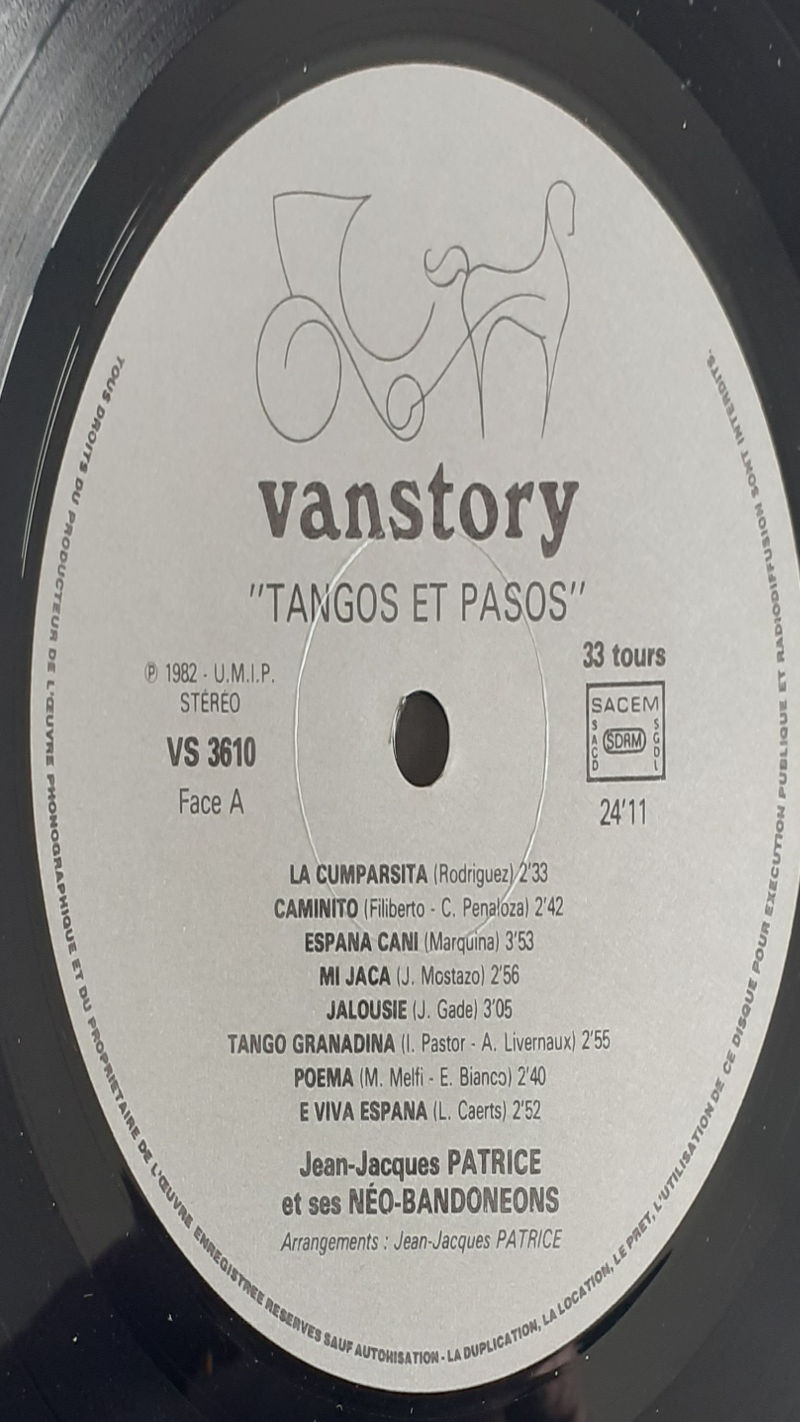 vanstory
"TANGOS ET PASOS"
℗ 1982 - U.M.I.P.
STÉRÉO
VS 3610
Face A
33 tours
SACEM
SACD
SDRM
SGDL
24'11
LA CUMPARSITA (Rodriguez) 2'33
CAMINITO (Filiberto - C. Penaloza) 2'42
ESPANA CANI (Marquina) 3'53
MI JACA (J. Mostazo) 2'56
JALOUSIE (J. Gade) 3'05
TANGO GRANADINA (I. Pastor - A. Livernaux) 2'55
POEMA (M. Melfi - E. Bianco) 2'40
E VIVA ESPANA (L. Caerts) 2'52
Jean-Jacques PATRICE
et ses NÉO-BANDONEONS
Arrangements : Jean-Jacques PATRICE
TOUS DROITS DU PRODUCTEUR DE L'ŒUVRE PHONOGRAPHIQUE ET DU PROPRIETAIRE DE L'ŒUVRE ENREGISTREE RESERVES SAUF AUTORISATION - LA DUPLICATION, LA LOCATION, LE PRET, L'UTILISATION DE CE DISQUE POUR EXECUTION PUBLIQUE ET RADIODIFFUSION SONT INTERDITS.